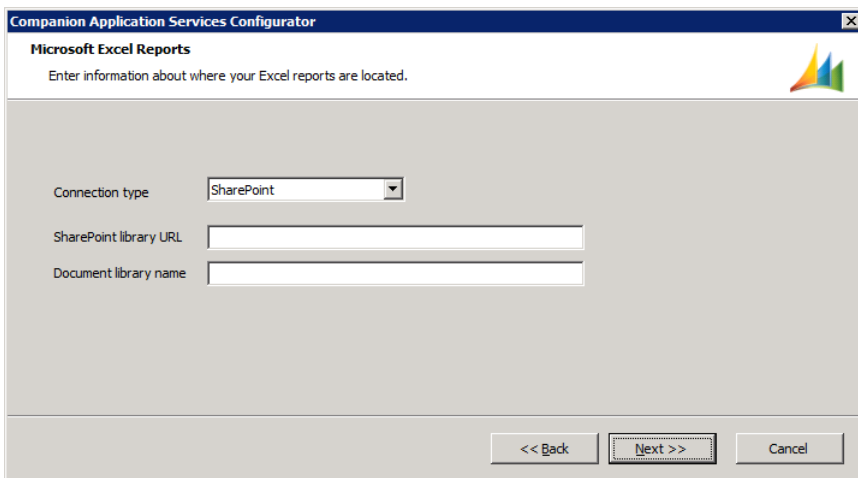 Companion Application Services Configurator
Microsoft Excel Reports
Enter information about where your Excel reports are located.
Connection type
SharePoint
SharePoint library URL
Document library name
<< Back
Next >>
Cancel